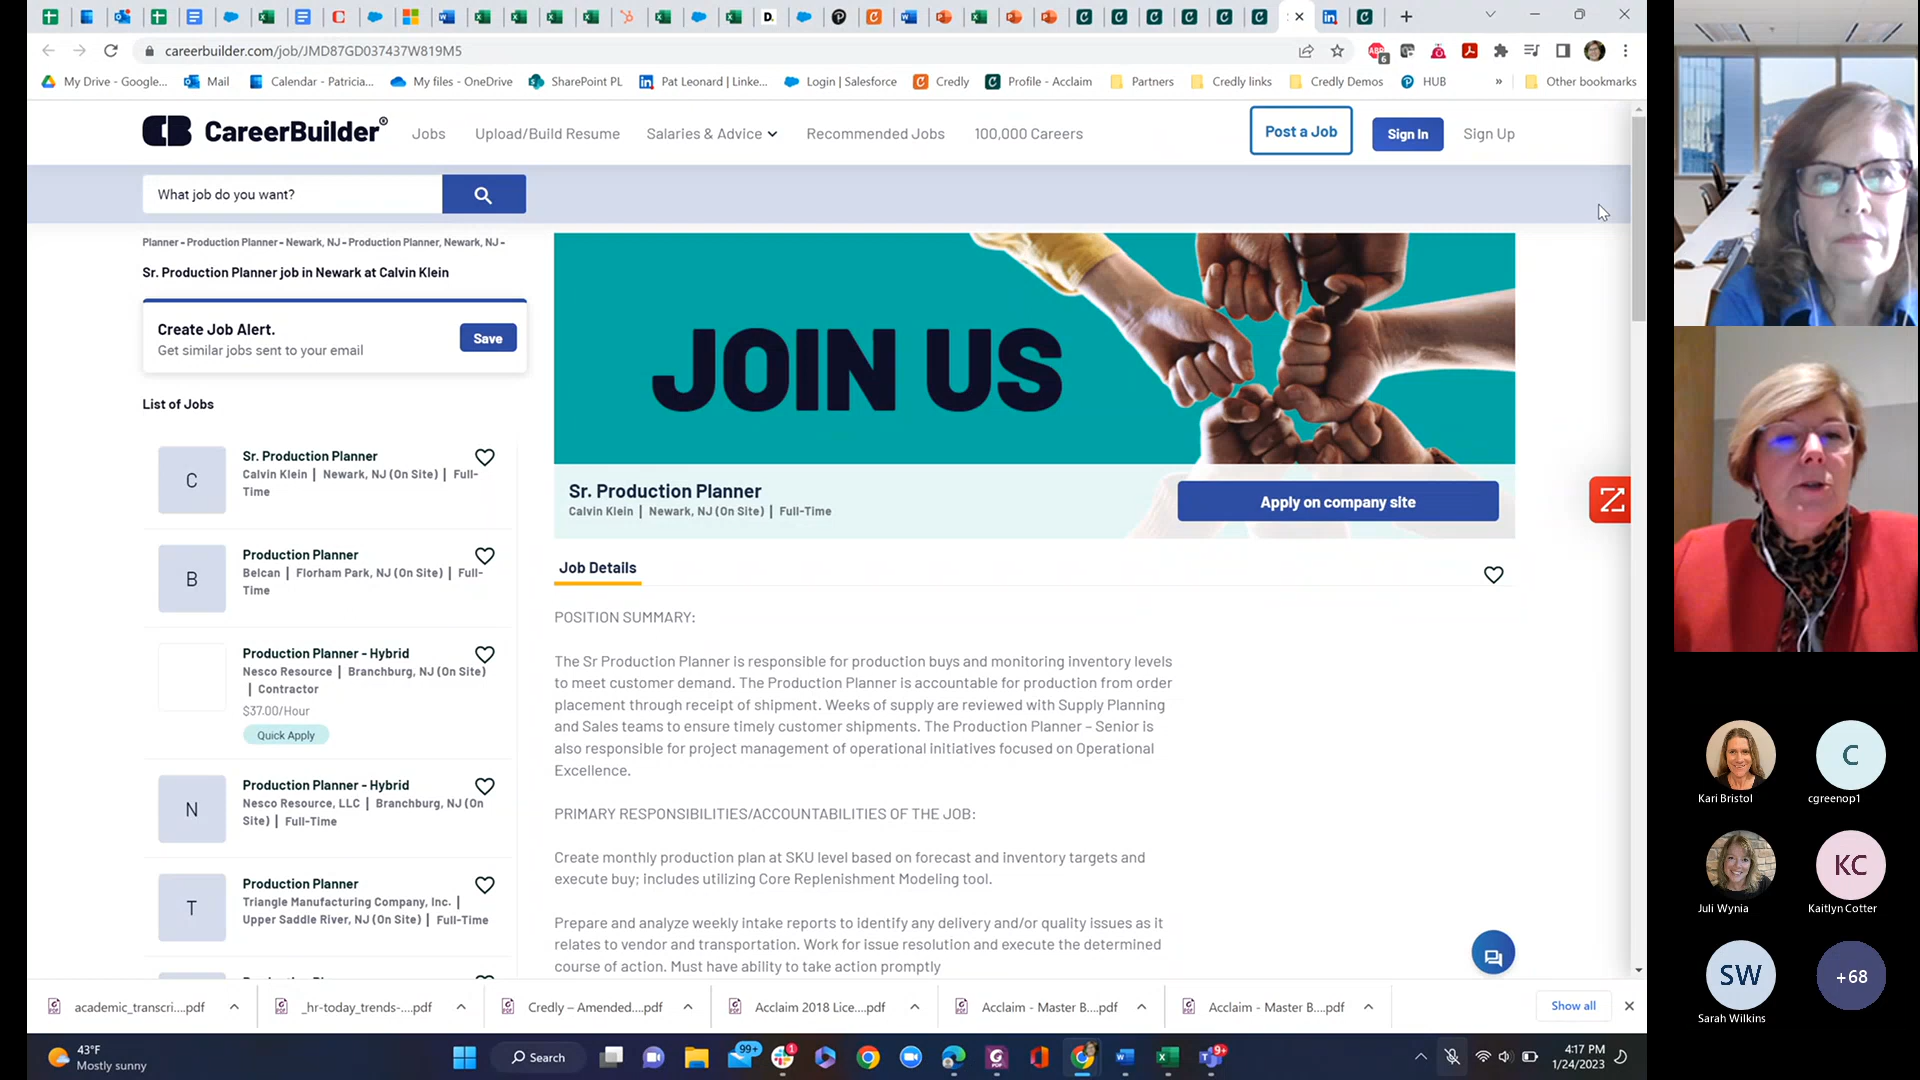 careerbuilder.com/job/JMD87GD037437W819M5
6
My Drive - Google...
Mail
Calendar - Patricia...
My files - OneDrive
SharePoint PL
Pat Leonard | Linke...
Login | Salesforce
Credly
Profile - Acclaim
Partners
Credly links
Credly Demos
HUB
»
Other bookmarks
CareerBuilder®
Jobs
Upload/Build Resume
Salaries & Advice
Recommended Jobs
100,000 Careers
Post a Job
Sign In
Sign Up
What job do you want?
Planner - Production Planner - Newark, NJ - Production Planner, Newark, NJ -
Sr. Production Planner job in Newark at Calvin Klein
Create Job Alert.
Get similar jobs sent to your email
Save
List of Jobs
C
Sr. Production Planner
Calvin Klein | Newark, NJ (On Site) | Full-
Time
B
Production Planner
Belcan | Florham Park, NJ (On Site) | Full-
Time
Production Planner - Hybrid
Nesco Resource | Branchburg, NJ (On Site)
| Contractor
$37.00/Hour
Quick Apply
N
Production Planner - Hybrid
Nesco Resource, LLC | Branchburg, NJ (On
Site) | Full-Time
T
Production Planner
Triangle Manufacturing Company, Inc. |
Upper Saddle River, NJ (On Site) | Full-Time
JOIN US
Sr. Production Planner
Calvin Klein | Newark, NJ (On Site) | Full-Time
Apply on company site
Job Details
POSITION SUMMARY:
The Sr Production Planner is responsible for production buys and monitoring inventory levels
to meet customer demand. The Production Planner is accountable for production from order
placement through receipt of shipment. Weeks of supply are reviewed with Supply Planning
and Sales teams to ensure timely customer shipments. The Production Planner – Senior is
also responsible for project management of operational initiatives focused on Operational
Excellence.
PRIMARY RESPONSIBILITIES/ACCOUNTABILITIES OF THE JOB:
Create monthly production plan at SKU level based on forecast and inventory targets and
execute buy; includes utilizing Core Replenishment Modeling tool.
Prepare and analyze weekly intake reports to identify any delivery and/or quality issues as it
relates to vendor and transportation. Work for issue resolution and execute the determined
course of action. Must have ability to take action promptly
academic_transcri....pdf
_hr-today_trends-....pdf
Credly – Amended....pdf
Acclaim 2018 Lice....pdf
Acclaim - Master B....pdf
Acclaim - Master B....pdf
Show all
43°F
Mostly sunny
Search
99+
1
9+
4:17 PM
1/24/2023
Kari Bristol
C
cgreenop1
Juli Wynia
KC
Kaitlyn Cotter
SW
Sarah Wilkins
+68